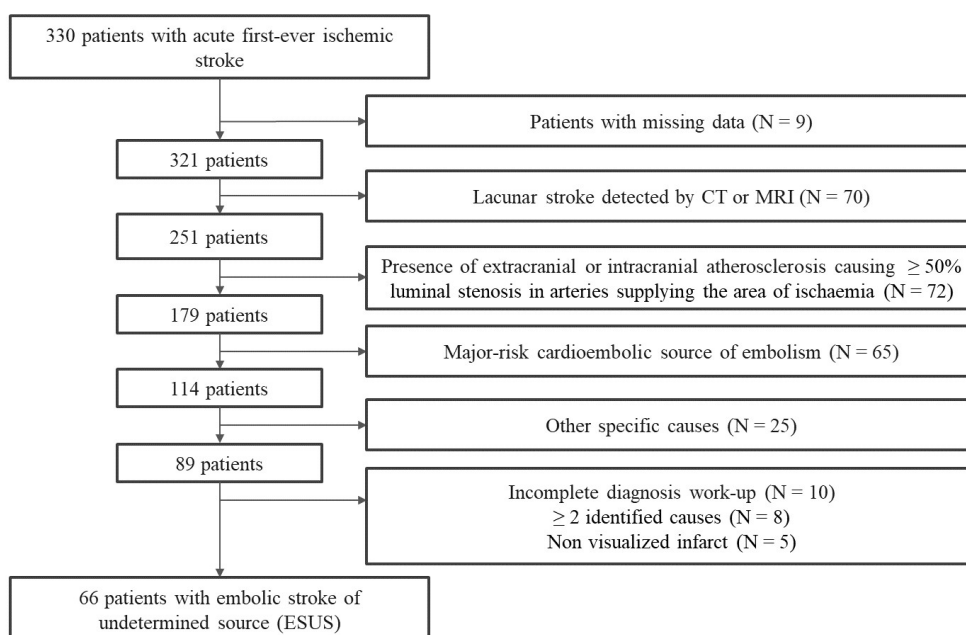 330 patients with acute first-ever ischemic
stroke
Patients with missing data (N = 9)
321 patients
Lacunar stroke detected by CT or MRI (N = 70)
251 patients
Presence of extracranial or intracranial atherosclerosis causing ≥ 50%
luminal stenosis in arteries supplying the area of ischaemia (N = 72)
179 patients
Major-risk cardioembolic source of embolism (N = 65)
114 patients
Other specific causes (N = 25)
89 patients
Incomplete diagnosis work-up (N = 10)
≥ 2 identified causes (N = 8)
Non visualized infarct (N = 5)
66 patients with embolic stroke of
undetermined source (ESUS)